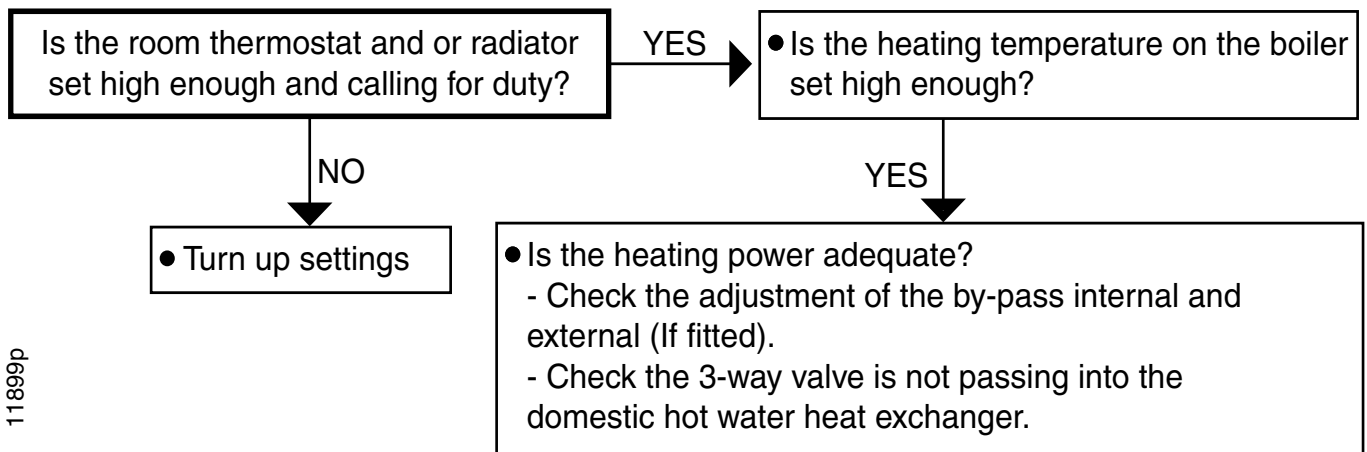 Is the room thermostat and or radiator
set high enough and calling for duty?
YES
● Is the heating temperature on the boiler
set high enough?
NO
YES
● Turn up settings
● Is the heating power adequate?
- Check the adjustment of the by-pass internal and
external (If fitted).
- Check the 3-way valve is not passing into the
domestic hot water heat exchanger.
11899p